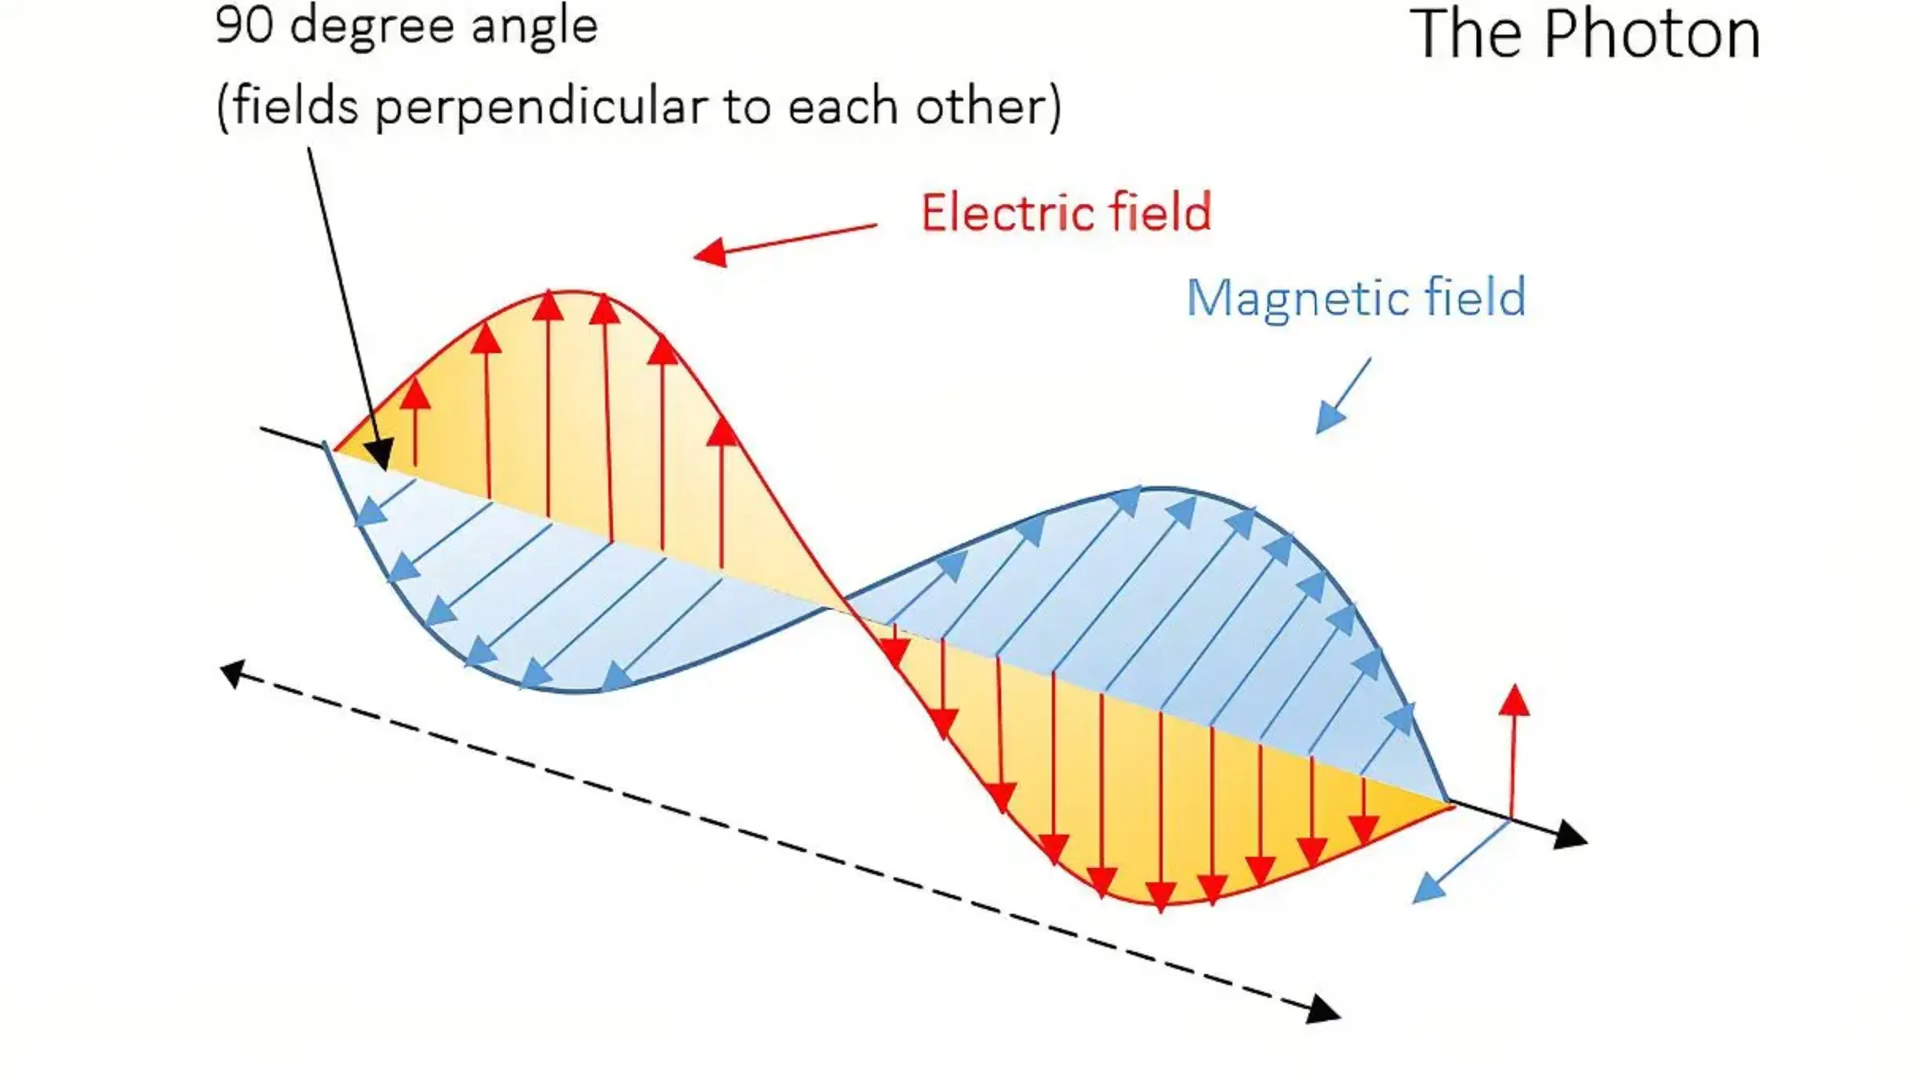 90 degree angle
(fields perpendicular to each other)
The Photon
Electric field
Magnetic field